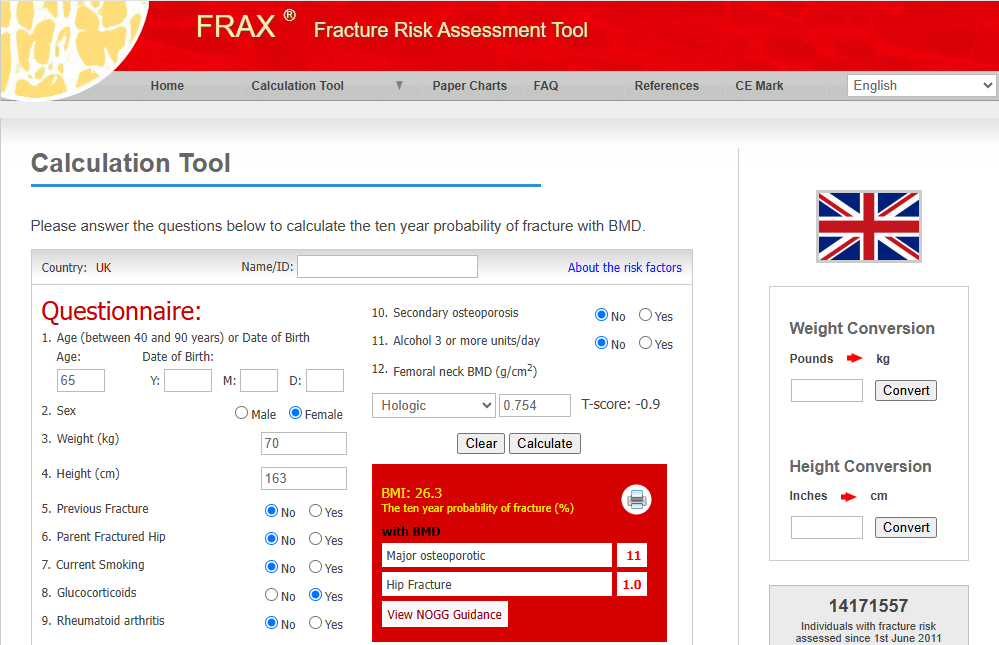 FRAX ® Fracture Risk Assessment Tool
Home Calculation Tool ▼ Paper Charts FAQ References CE Mark English
Calculation Tool
Please answer the questions below to calculate the ten year probability of fracture with BMD.
Country: UK Name/ID: About the risk factors
Questionnaire:
1. Age (between 40 and 90 years) or Date of Birth
Age: Date of Birth:
65 Y: M: D:
2. Sex Male Female
3. Weight (kg) 70
4. Height (cm) 163
5. Previous Fracture No Yes
6. Parent Fractured Hip No Yes
7. Current Smoking No Yes
8. Glucocorticoids No Yes
9. Rheumatoid arthritis No Yes
10. Secondary osteoporosis No Yes
11. Alcohol 3 or more units/day No Yes
12. Femoral neck BMD (g/cm²)
Hologic 0.754 T-score: -0.9
Clear Calculate
BMI: 26.3
The ten year probability of fracture (%)
with BMD
Major osteoporotic 11
Hip Fracture 1.0
View NOGG Guidance
Weight Conversion
Pounds kg
Convert
Height Conversion
Inches cm
Convert
14171557
Individuals with fracture risk
assessed since 1st June 2011